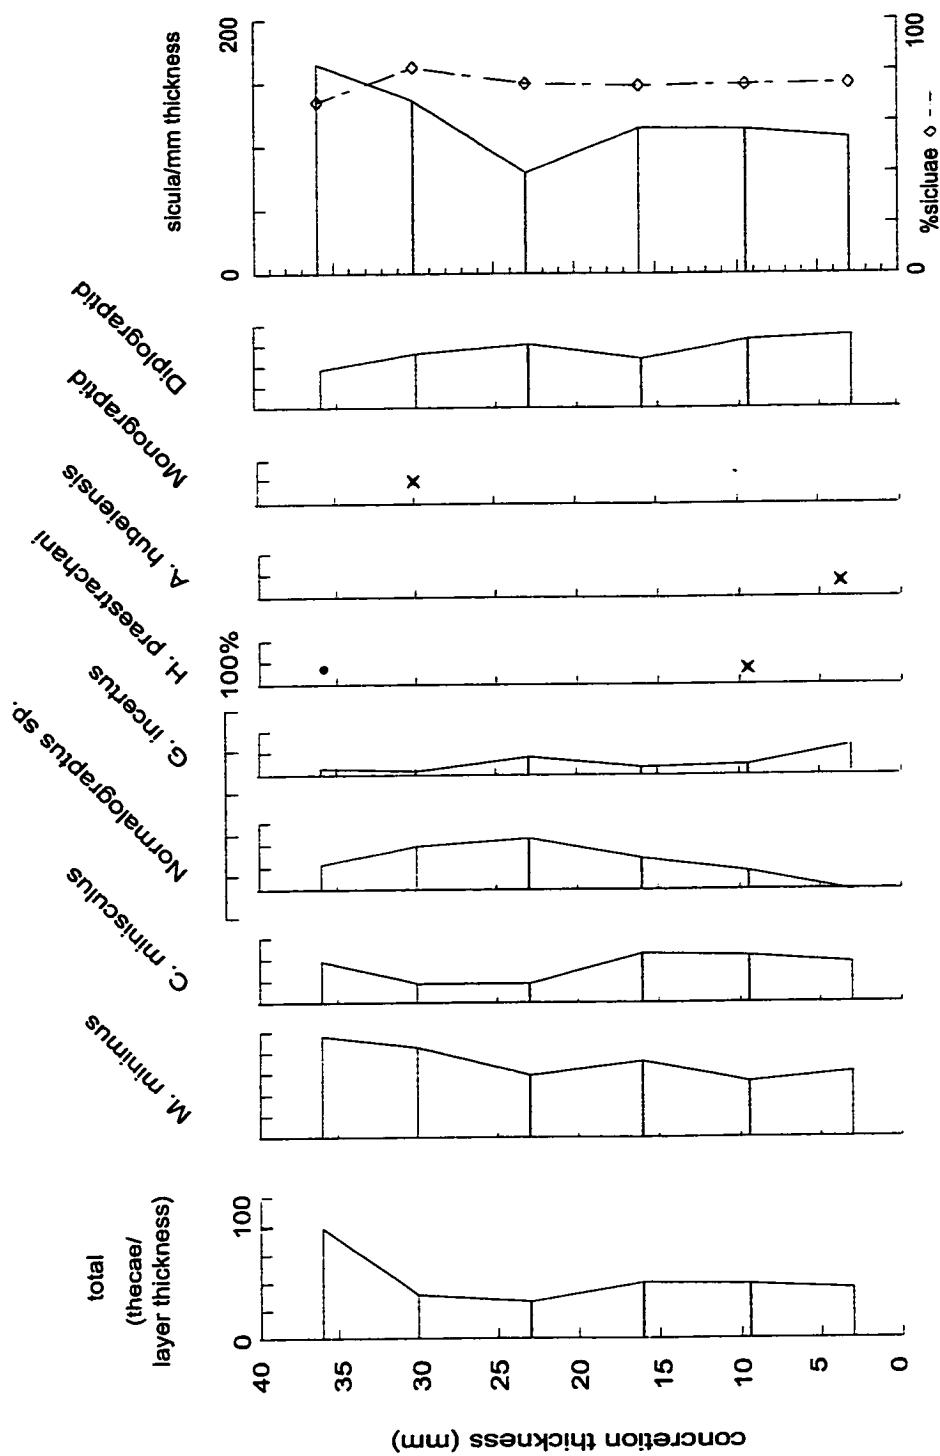 total
(thecae/
layer thickness)
M. minimus
C. minisculus
Normalograptus sp.
G. incertus
H. praestrachani
A. hubeiensis
Monograptid
Diplograptid
sicula/mm thickness
0
100
100%
0
200
40
35
30
25
20
15
10
5
0
concretion thickness (mm)
0
100
%sicluae